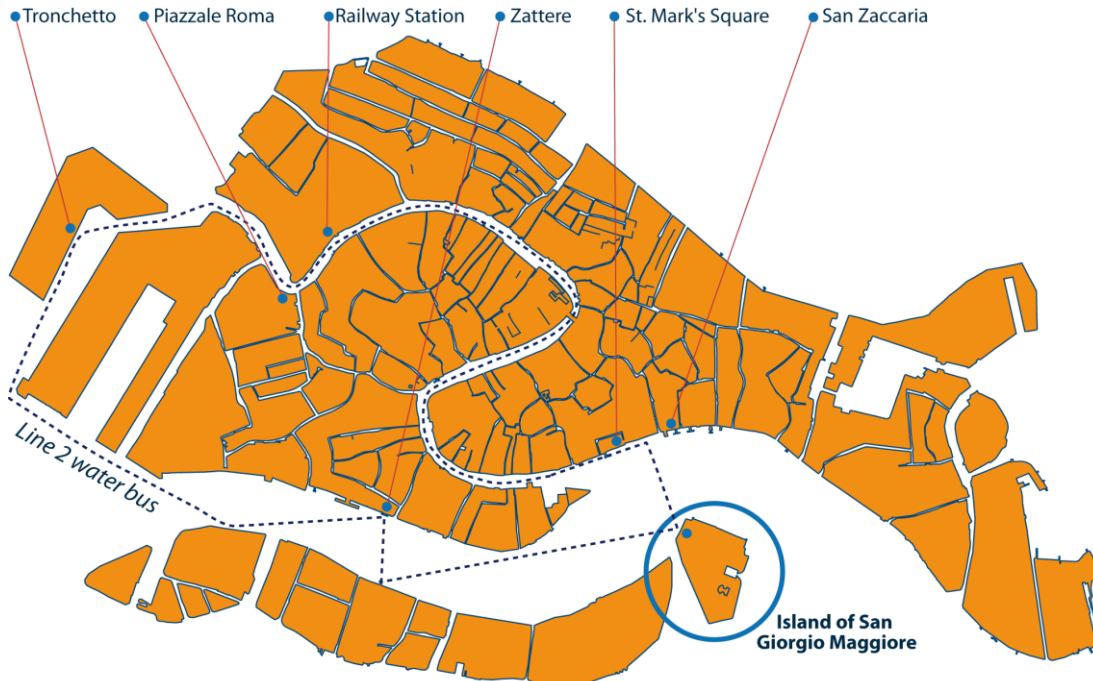 Tronchetto
Piazzale Roma
Railway Station
Zattere
St. Mark's Square
San Zaccaria
Line 2 water bus
Island of San
Giorgio Maggiore